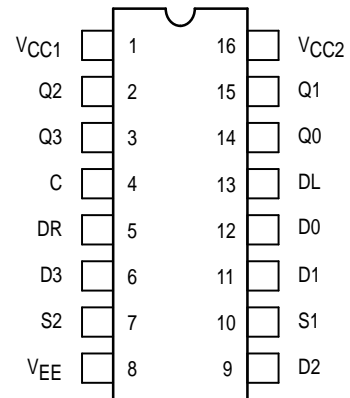 VCC1 1 16 VCC2
Q2 2 15 Q1
Q3 3 14 Q0
C 4 13 DL
DR 5 12 D0
D3 6 11 D1
S2 7 10 S1
VEE 8 9 D2